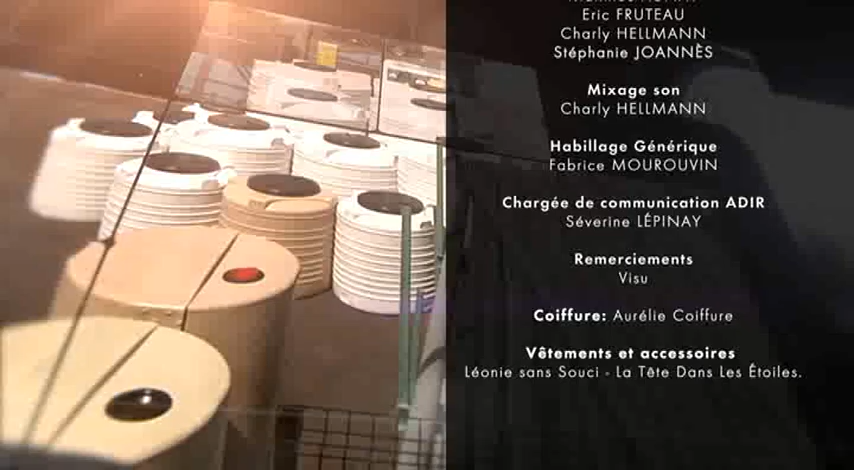 Eric FRUTEAU
Charly HELLMANN
Stéphanie JOANNÈS
Mixage son
Charly HELLMANN
Habillage Générique
Fabrice MOUROUVIN
Chargée de communication ADIR
Séverine LÉPINAY
Remerciements
Visu
Coiffure: Aurélie Coiffure
Vêtements et accessoires
Léonie sans Souci - La Tête Dans Les Étoiles.